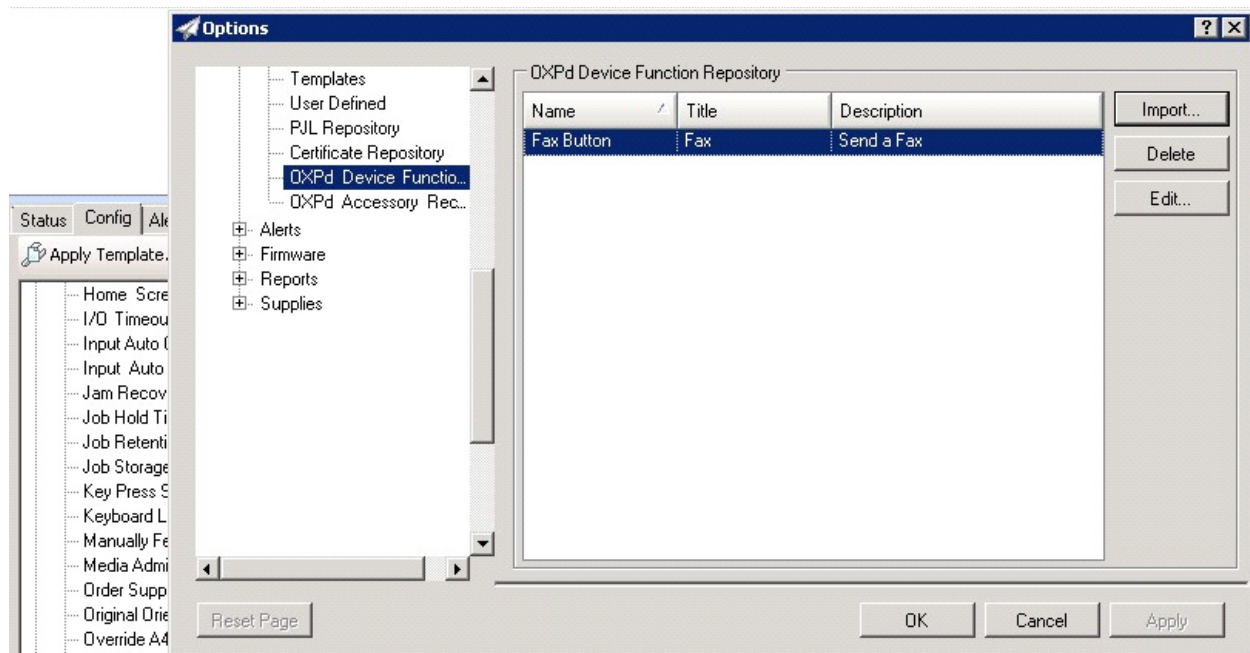 Options
Templates
User Defined
PJL Repository
Certificate Repository
OXPd Device Functio...
OXPd Accessory Rec...
Alerts
Firmware
Reports
Supplies
OXPd Device Function Repository
Name Title Description
Fax Button Fax Send a Fax
Import...
Delete
Edit...
Status Config Ale
Apply Template.
Home Scre
I/O Timeou
Input Auto
Input Auto
Jam Recov
Job Hold Ti
Job Retenti
Job Storage
Key Press S
Keyboard L
Manually Fe
Media Admi
Order Supp
Original Orie
Override A4
Reset Page
OK Cancel Apply